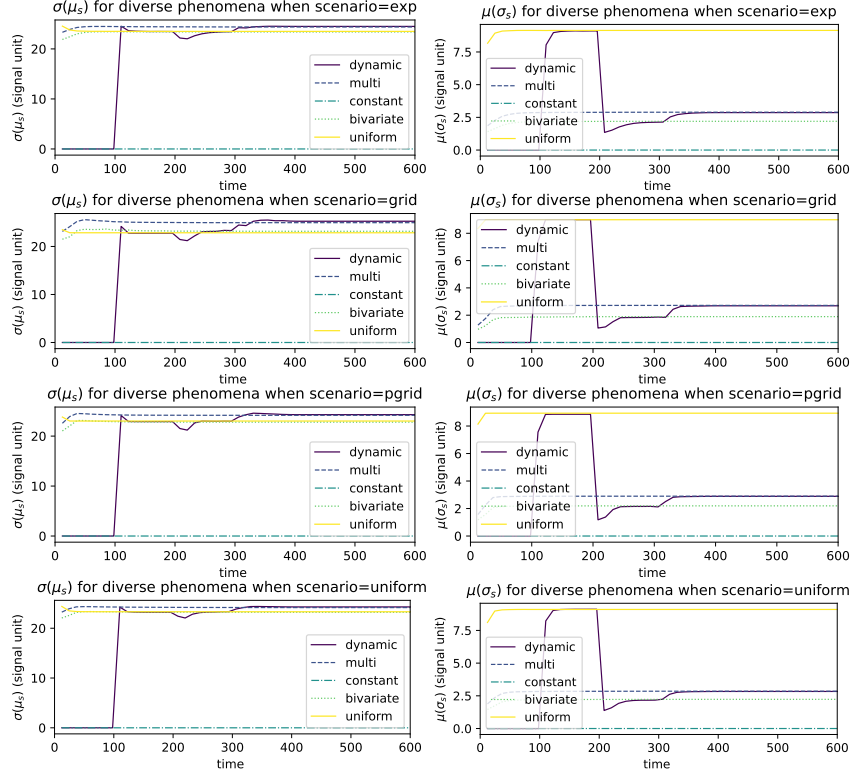 σ(μₛ) for diverse phenomena when scenario=exp
σ(μₛ) (signal unit)
20
10
0
dynamic
multi
constant
bivariate
uniform
0 100 200 300 400 500 600
time
μ(σₛ) for diverse phenomena when scenario=exp
μ(σₛ) (signal unit)
7.5
5.0
2.5
0.0
dynamic
multi
constant
bivariate
uniform
0 100 200 300 400 500 600
time
σ(μₛ) for diverse phenomena when scenario=grid
σ(μₛ) (signal unit)
20
10
0
dynamic
multi
constant
bivariate
uniform
0 100 200 300 400 500 600
time
μ(σₛ) for diverse phenomena when scenario=grid
μ(σₛ) (signal unit)
8
6
4
2
0
dynamic
multi
constant
bivariate
uniform
0 100 200 300 400 500 600
time
σ(μₛ) for diverse phenomena when scenario=pgrid
σ(μₛ) (signal unit)
20
10
0
dynamic
multi
constant
bivariate
uniform
0 100 200 300 400 500 600
time
μ(σₛ) for diverse phenomena when scenario=pgrid
μ(σₛ) (signal unit)
8
6
4
2
0
dynamic
multi
constant
bivariate
uniform
0 100 200 300 400 500 600
time
σ(μₛ) for diverse phenomena when scenario=uniform
σ(μₛ) (signal unit)
20
10
0
dynamic
multi
constant
bivariate
uniform
0 100 200 300 400 500 600
time
μ(σₛ) for diverse phenomena when scenario=uniform
μ(σₛ) (signal unit)
7.5
5.0
2.5
0.0
dynamic
multi
constant
bivariate
uniform
0 100 200 300 400 500 600
time